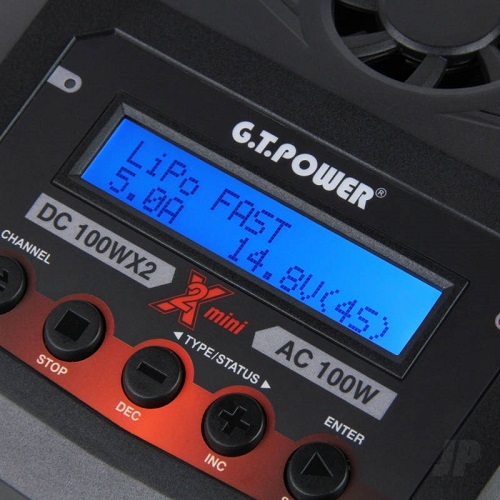 G.T.POWER®
LiPo FAST
5.0A 14.8V(4S)
DC 100WX2
X2 mini
AC 100W
CHANNEL
◄ TYPE/STATUS ►
STOP
DEC
INC
ENTER